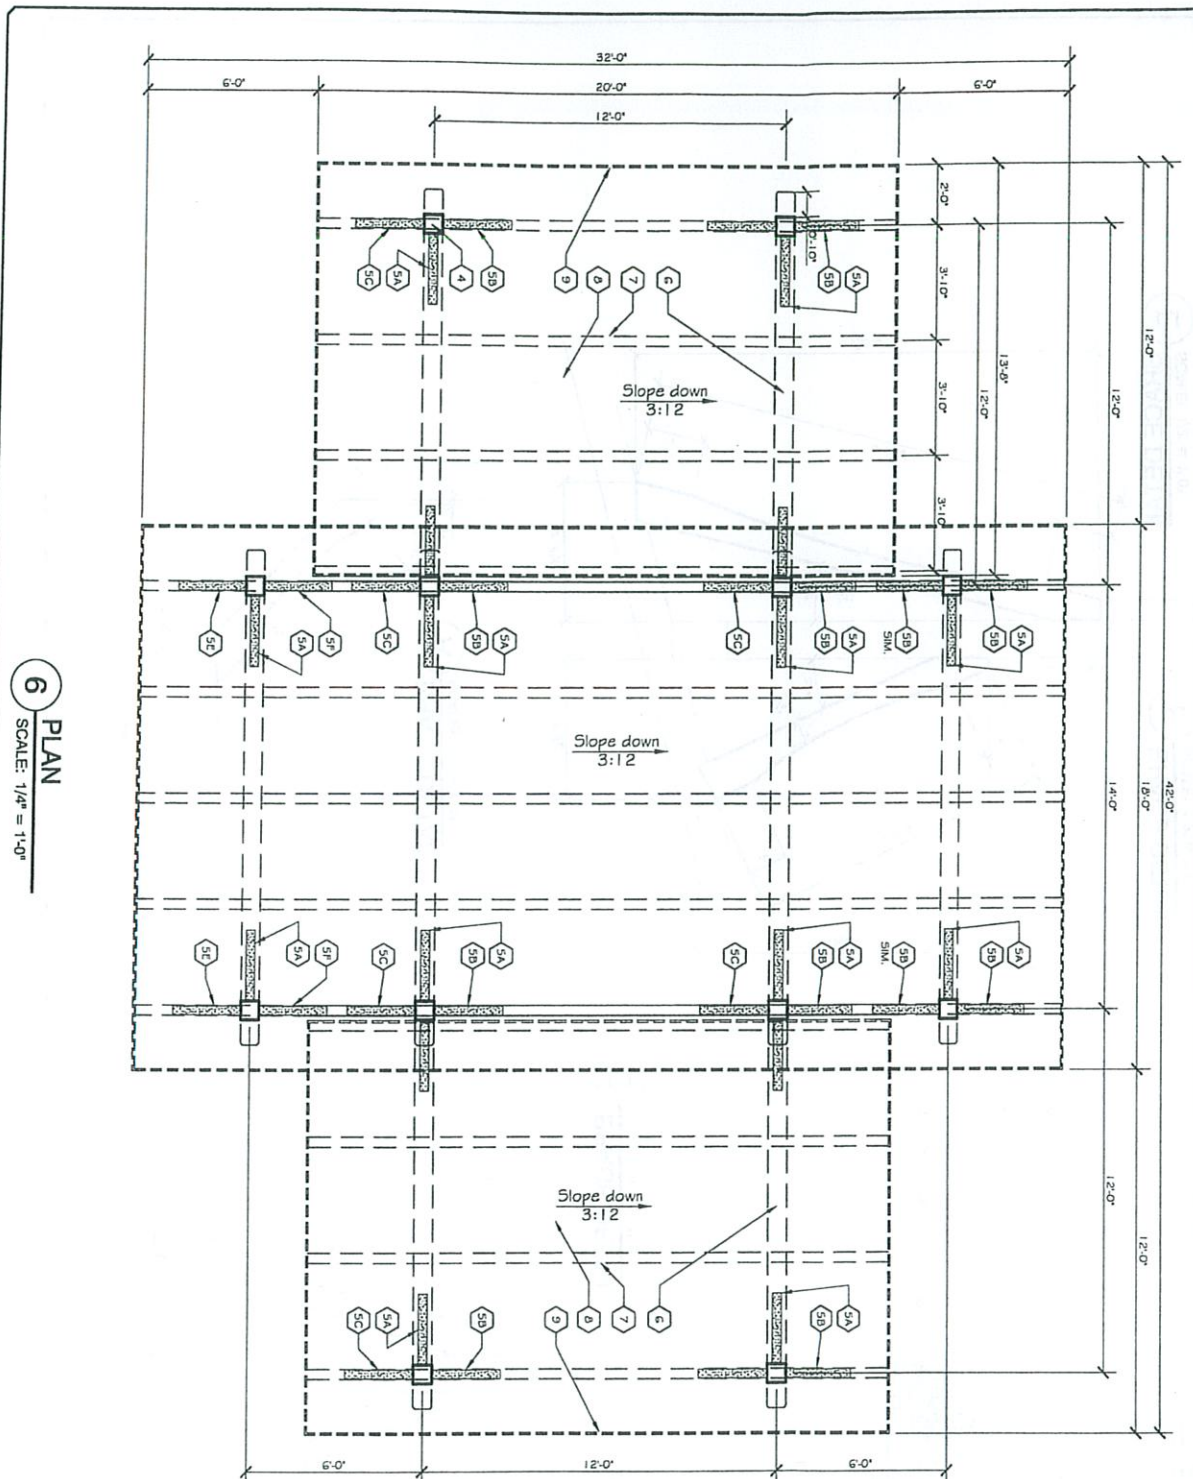 32'-0"
6'-0" 20'-0" 6'-0"
12'-0"
2'-0"
3'-10"
3'-10"
3'-10"
12'-0"
13'-8"
12'-0"
12'-0"
42'-0"
0'-10"
5C 5A 4 5B 9 8 7 6 5B 5A
Slope down
3:12
5E 5A 5F 5C 5B 5A 5C 5B 5A 5B 5B 5A
SIM.
Slope down
3:12
14'-0"
18'-0"
5E 5A 5F 5C 5B 5A 5C 5B 5A 5B 5B 5A
SIM.
Slope down
3:12
12'-0"
12'-0"
5C 5A 5B 9 8 7 6 5B 5A
6'-0" 12'-0" 6'-0"
6 PLAN
SCALE: 1/4" = 1'-0"